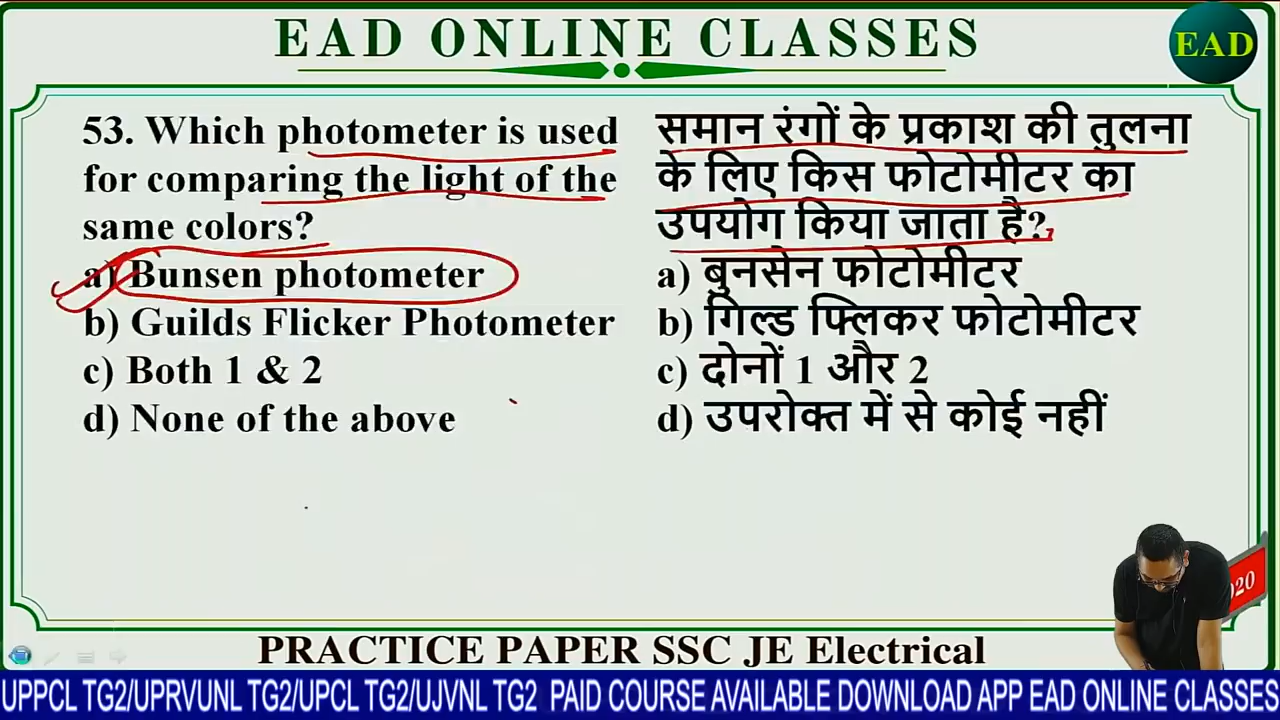 EAD ONLINE CLASSES
EAD
53. Which photometer is used
for comparing the light of the
same colors?
a) Bunsen photometer
b) Guilds Flicker Photometer
c) Both 1 & 2
d) None of the above
समान रंगों के प्रकाश की तुलना
के लिए किस फोटोमीटर का
उपयोग किया जाता है?
a) बुनसेन फोटोमीटर
b) गिल्ड फ्लिकर फोटोमीटर
c) दोनों 1 और 2
d) उपरोक्त में से कोई नहीं
PRACTICE PAPER SSC JE Electrical
UPPCL TG2/UPRVUNL TG2/UPCL TG2/UJVNL TG2 PAID COURSE AVAILABLE DOWNLOAD APP EAD ONLINE CLASSES